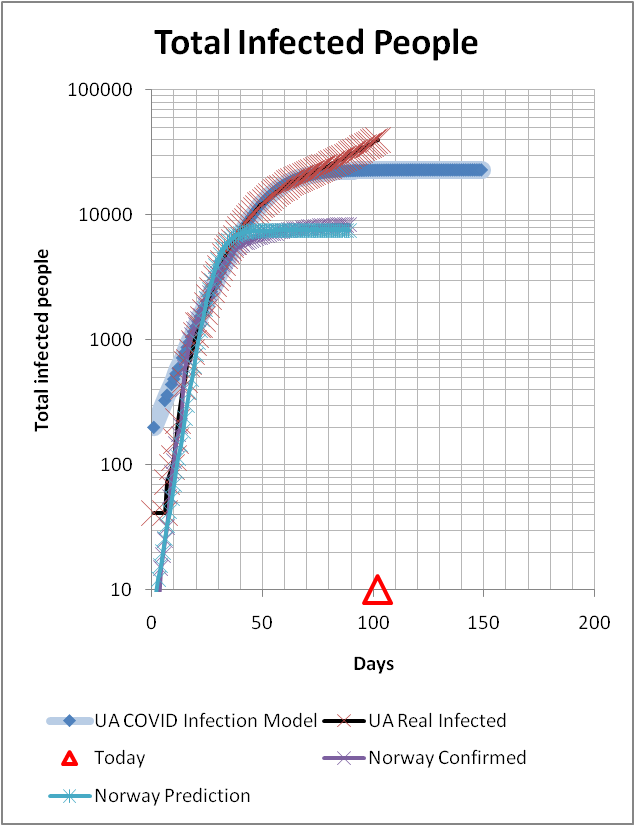 Total Infected People
100000
10000
1000
100
10
Total infected people
0 50 100 150 200
Days
UA COVID Infection Model UA Real Infected
Today Norway Confirmed
Norway Prediction